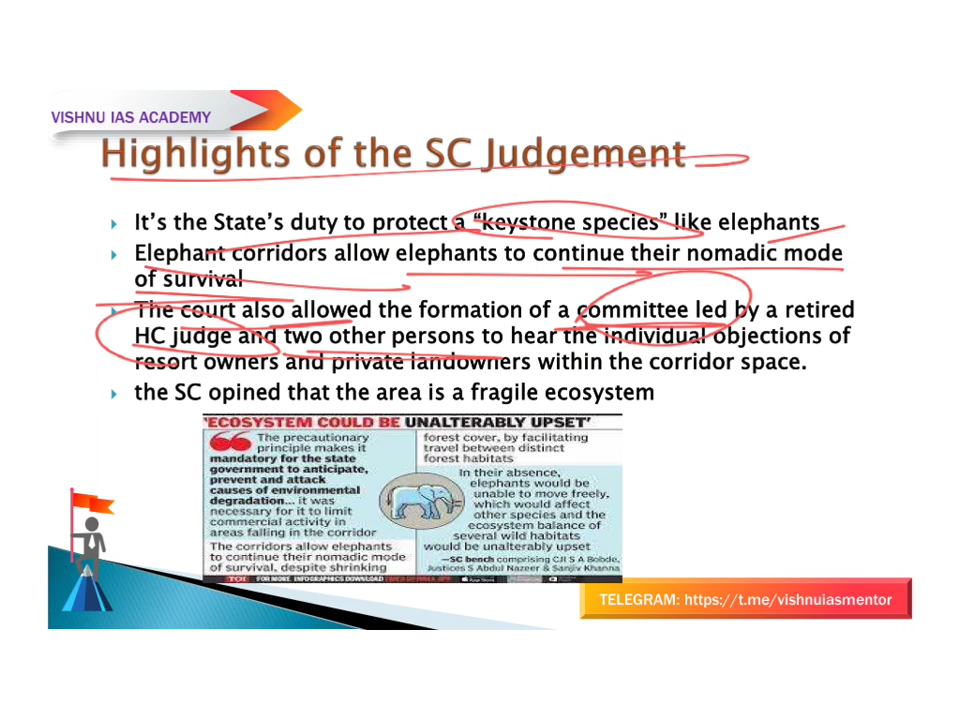 VISHNU IAS ACADEMY
Highlights of the SC Judgement
It's the State's duty to protect a “keystone species” like elephants
Elephant corridors allow elephants to continue their nomadic mode
of survival
The court also allowed the formation of a committee led by a retired
HC judge and two other persons to hear the individual objections of
resort owners and private landowners within the corridor space.
the SC opined that the area is a fragile ecosystem
'ECOSYSTEM COULD BE UNALTERABLY UPSET'
The precautionary
principle makes it
mandatory for the state
government to anticipate,
prevent and attack
causes of environmental
degradation... it was
necessary for it to limit
commercial activity in
areas falling in the corridor
The corridors allow elephants
to continue their nomadic mode
of survival, despite shrinking
forest cover, by facilitating
travel between distinct
forest habitats
In their absence,
elephants would be
unable to move freely,
which would affect
other species and the
ecosystem balance of
several wild habitats
would be unalterably upset
—SC bench comprising CJI S A Bobde,
Justices S Abdul Nazeer & Sanjiv Khanna
TOI FOR MORE INFOGRAPHICS DOWNLOAD
TELEGRAM: https://t.me/vishnuiasmentor